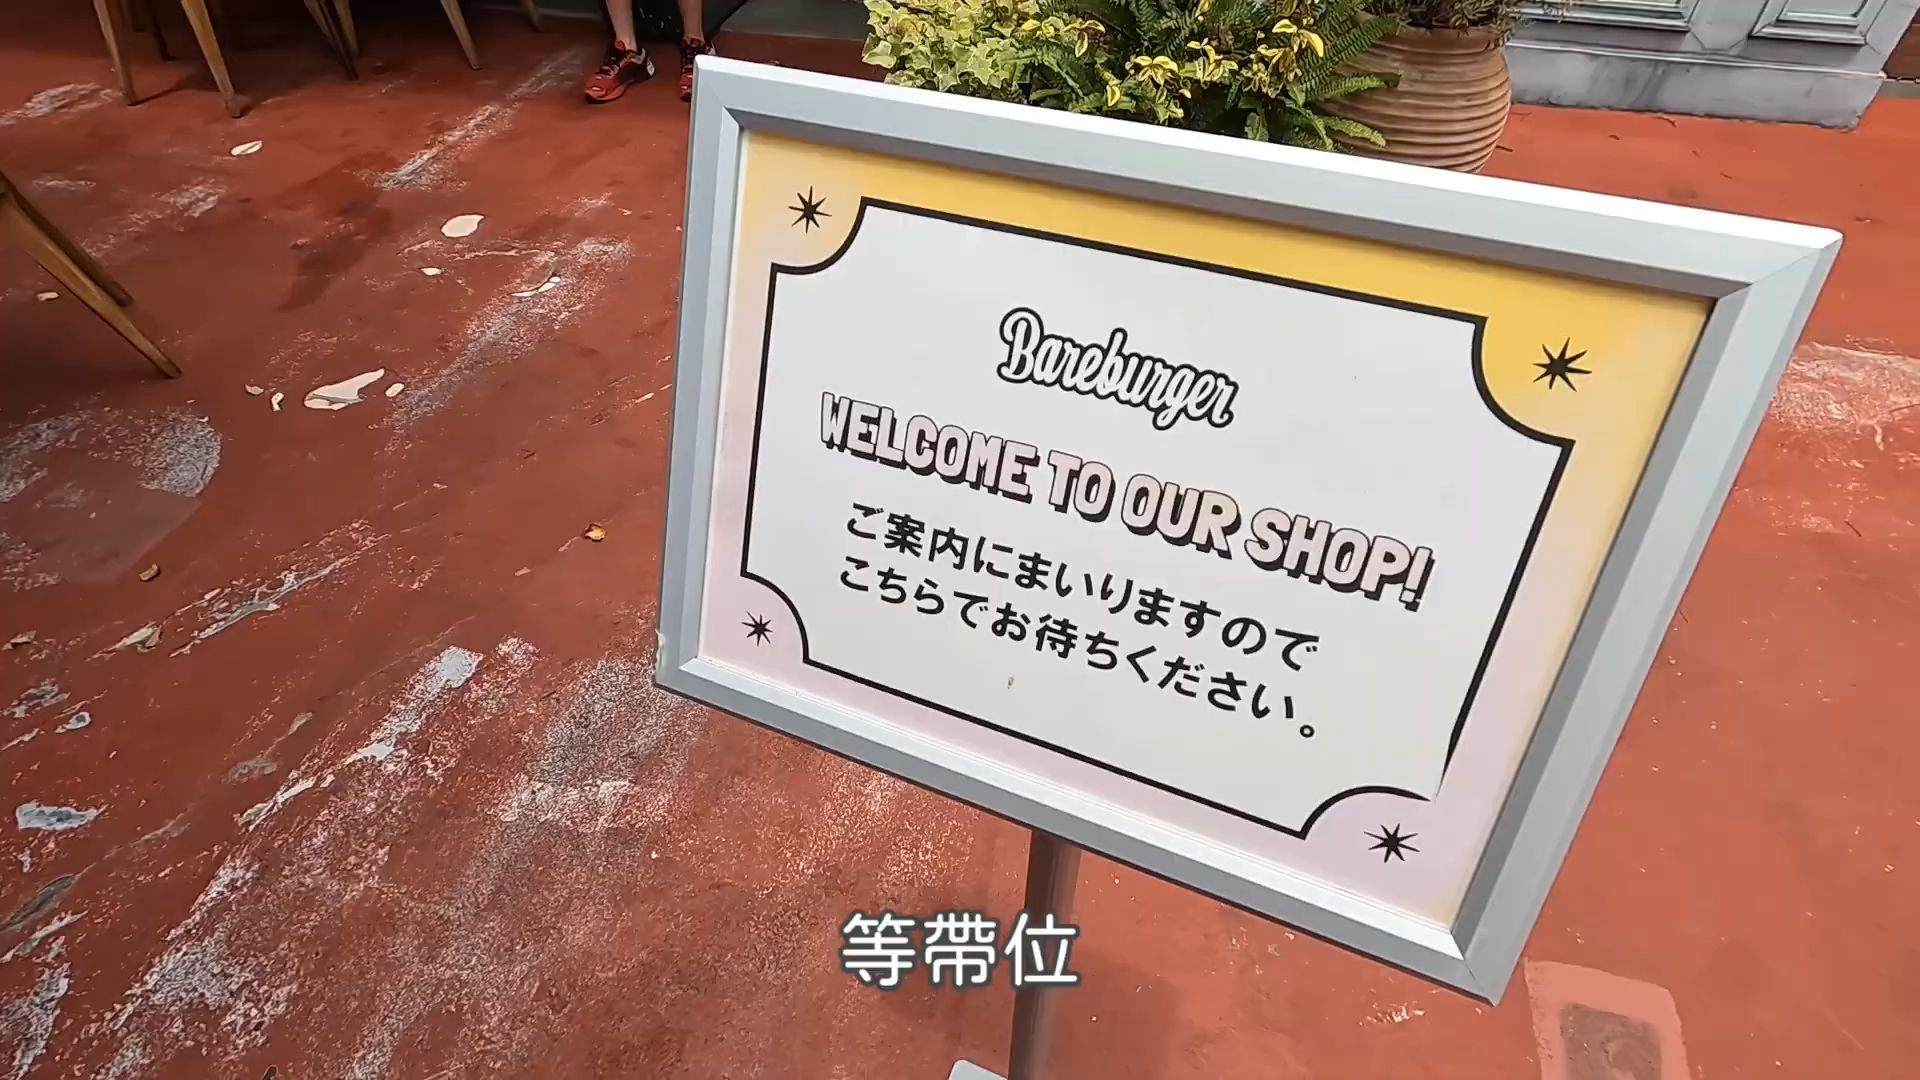 Bareburger
WELCOME TO OUR SHOP!
ご案内にまいりますので
こちらでお待ちください。
等帶位